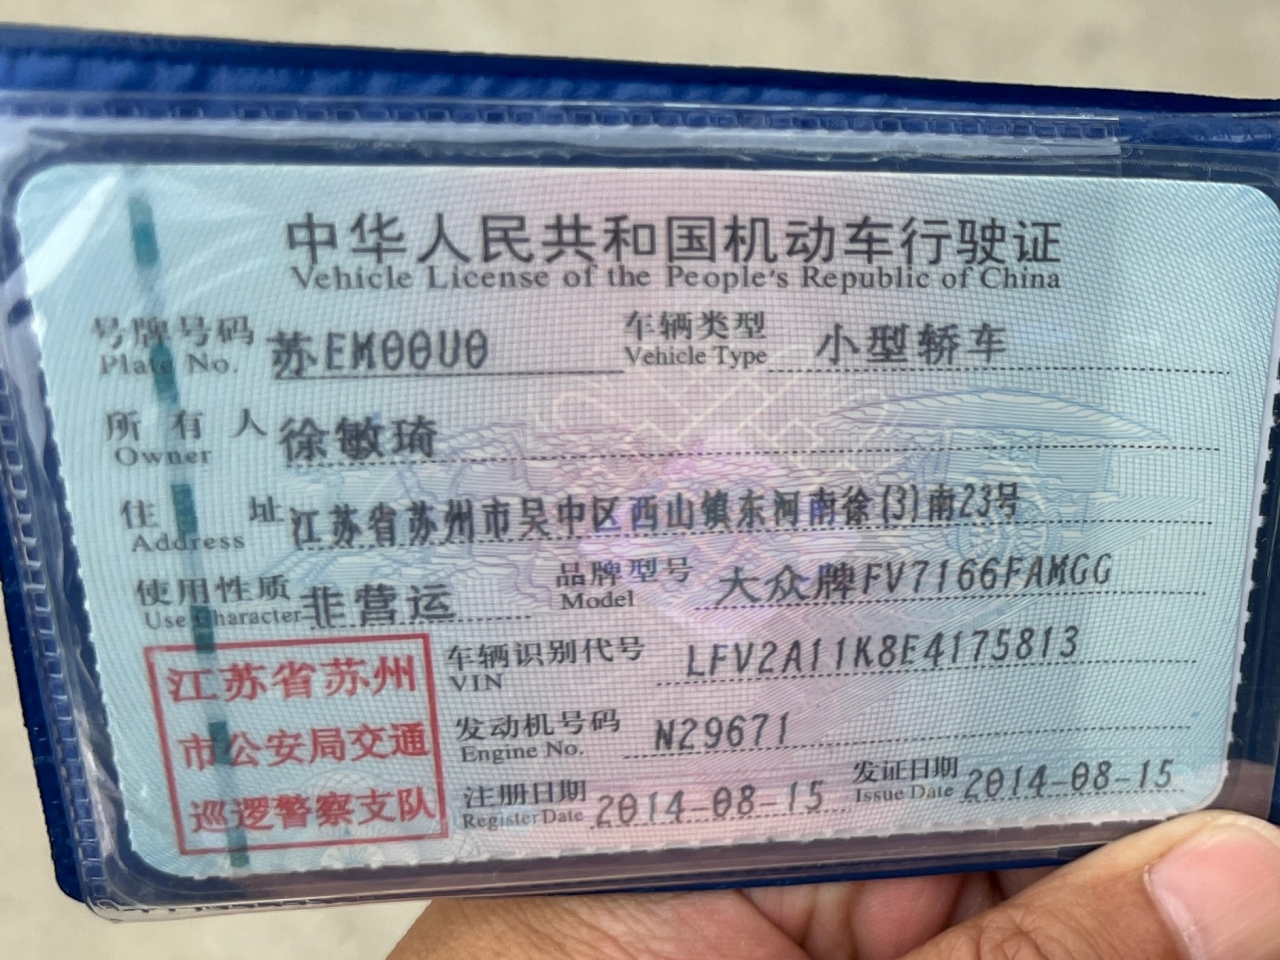 中华人民共和国机动车行驶证
Vehicle License of the People's Republic of China
号牌号码 苏EM00U0 车辆类型 小型轿车
Plate No. Vehicle Type
所有人 徐敏琦
Owner
住址 江苏省苏州市吴中区西山镇东河南徐(3)南23号
Address
使用性质 非营运 品牌型号 大众牌FV7166FAMGG
Use Character Model
车辆识别代号 LFV2A11K8E4175813
VIN
发动机号码 N29671
Engine No.
注册日期 2014-08-15 发证日期 2014-08-15
Register Date Issue Date
江苏省苏州
市公安局交通
巡逻警察支队